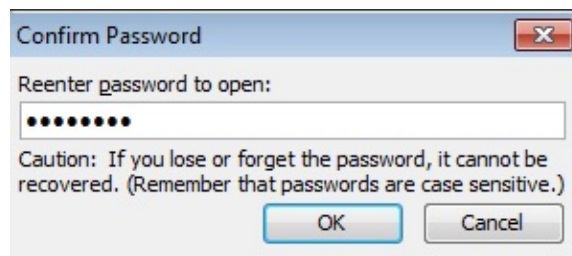 Confirm Password
Reenter password to open:
••••••••
Caution: If you lose or forget the password, it cannot be
recovered. (Remember that passwords are case sensitive.)
OK Cancel